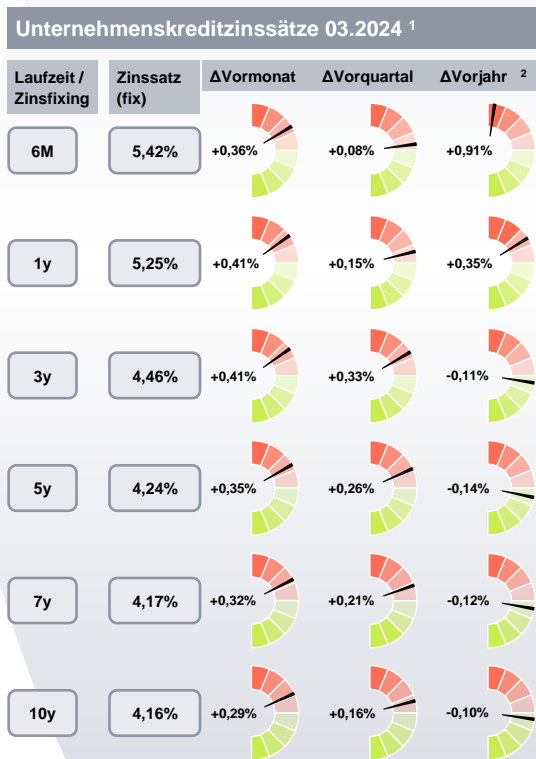 Unternehmenskreditzinssätze 03.2024 ¹
Laufzeit / Zinssatz ΔVormonat ΔVorquartal ΔVorjahr ²
Zinsfixing (fix)
6M 5,42% +0,36% +0,08% +0,91%
1y 5,25% +0,41% +0,15% +0,35%
3y 4,46% +0,41% +0,33% -0,11%
5y 4,24% +0,35% +0,26% -0,14%
7y 4,17% +0,32% +0,21% -0,12%
10y 4,16% +0,29% +0,16% -0,10%